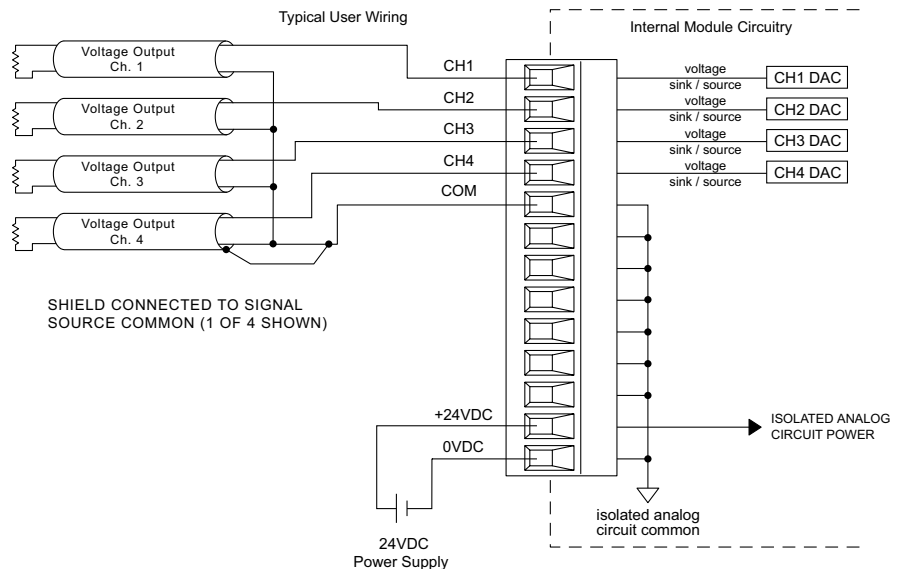 Typical User Wiring
Internal Module Circuitry
Voltage Output
Ch. 1
Voltage Output
Ch. 2
Voltage Output
Ch. 3
Voltage Output
Ch. 4
SHIELD CONNECTED TO SIGNAL
SOURCE COMMON (1 OF 4 SHOWN)
CH1
CH2
CH3
CH4
COM
+24VDC
0VDC
24VDC
Power Supply
voltage
sink / source
CH1 DAC
voltage
sink / source
CH2 DAC
voltage
sink / source
CH3 DAC
voltage
sink / source
CH4 DAC
ISOLATED ANALOG
CIRCUIT POWER
isolated analog
circuit common